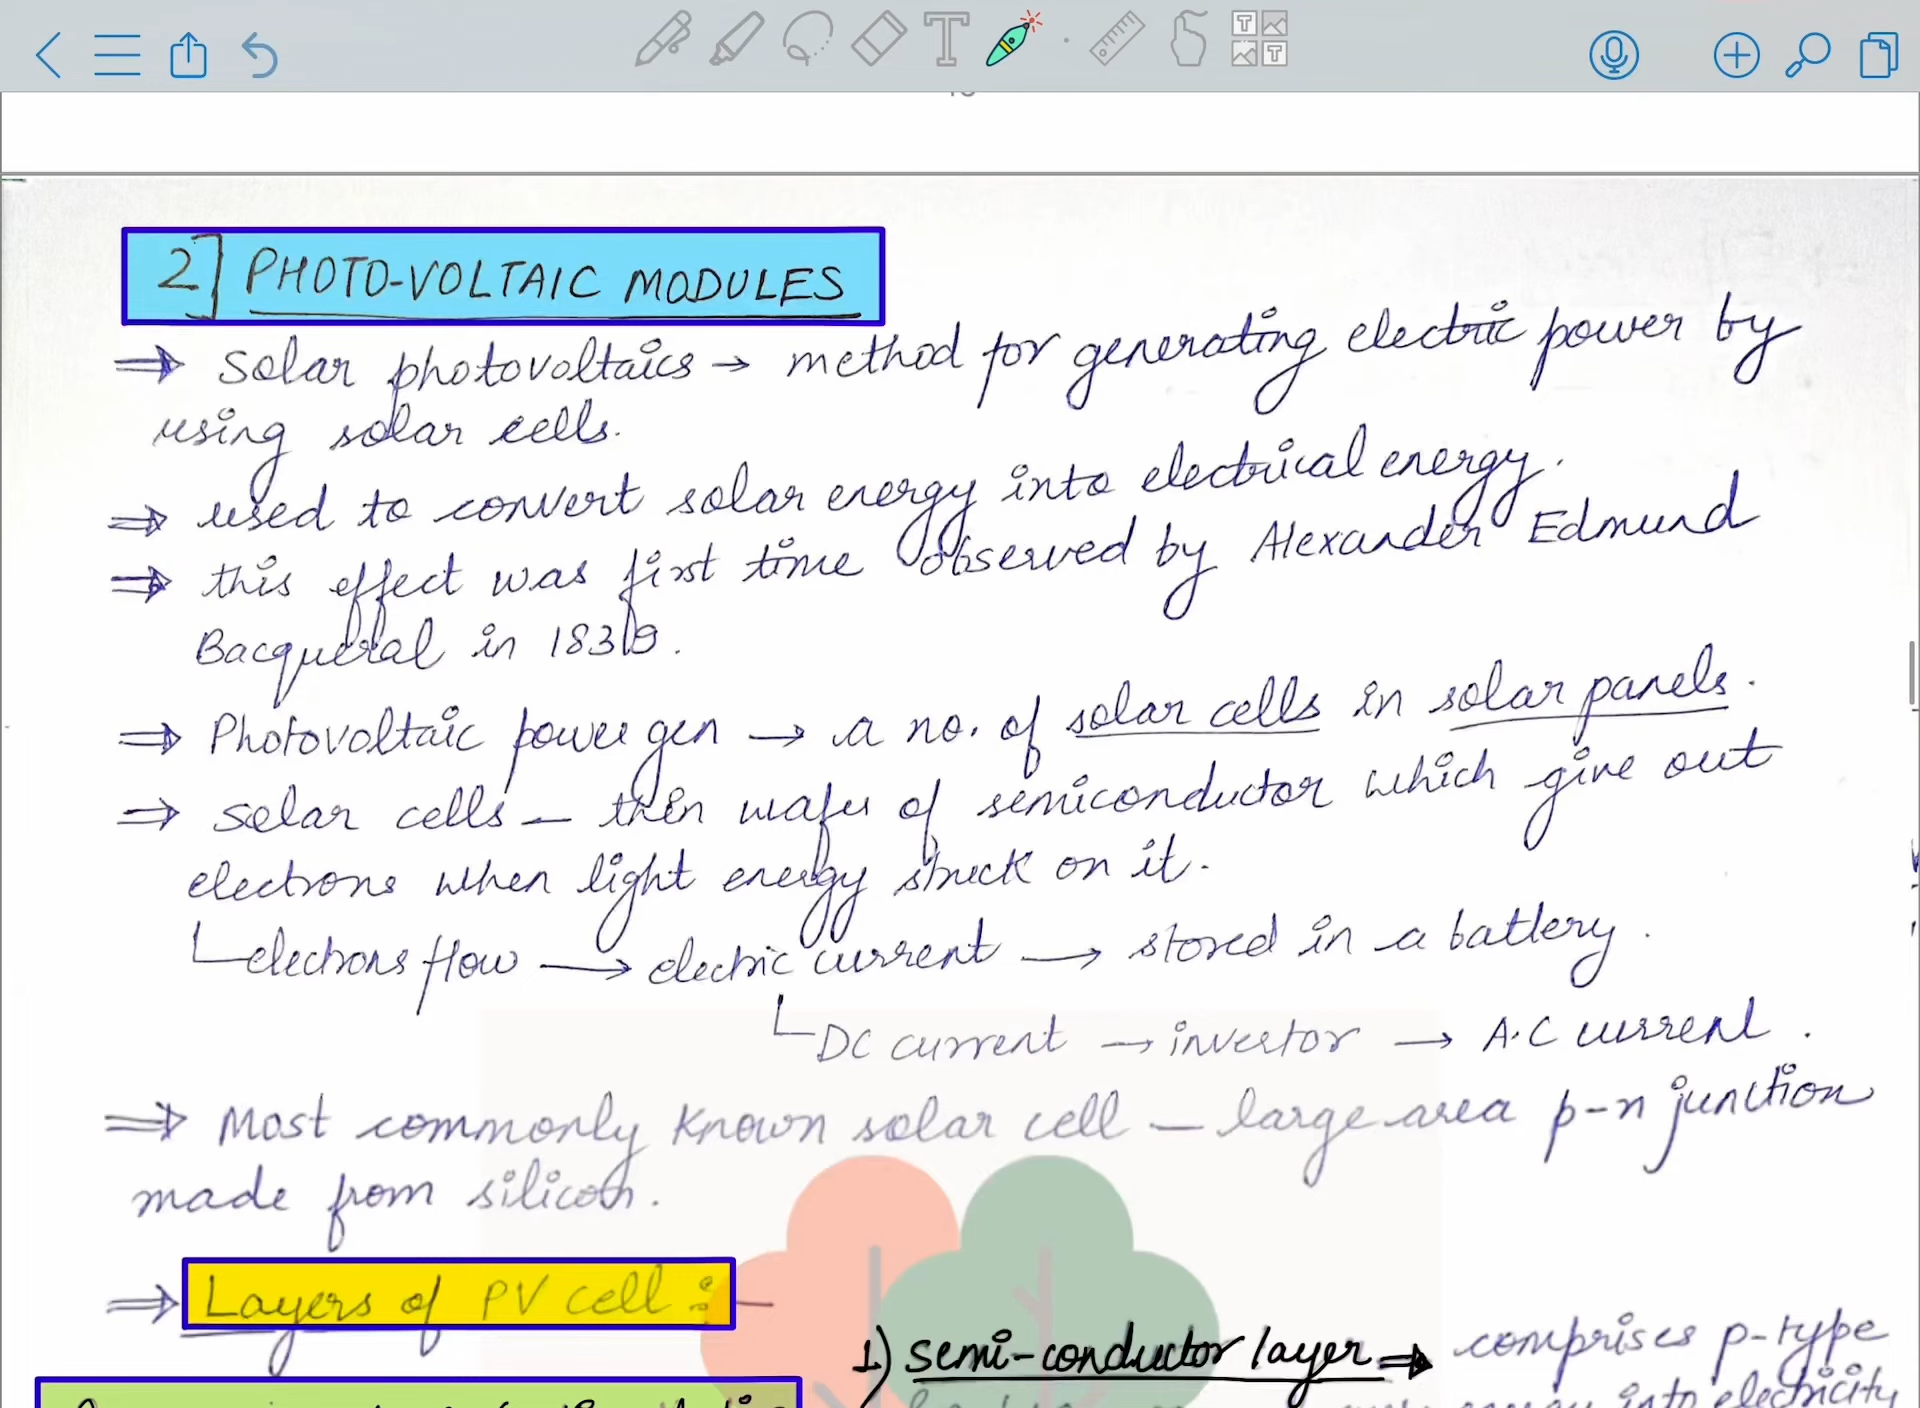 2] PHOTO-VOLTAIC MODULES
⇒ Solar photovoltaics → method for generating electric power by
using solar cells.
⇒ used to convert solar energy into electrical energy.
⇒ this effect was first time observed by Alexander Edmund
Bacqueral in 1839.
⇒ Photovoltaic power gen → a no. of solar cells in solar panels.
⇒ Solar cells — thin wafer of semiconductor which give out
electrons when light energy struck on it.
electrons flow → electric current → stored in a battery.
DC current → invertor → A.C current.
⇒ Most commonly known solar cell — large area p-n junction
made from silicon.
⇒ Layers of PV cell :-
1) Semi-conductor layer ⇒ comprises p-type
energy into electricity